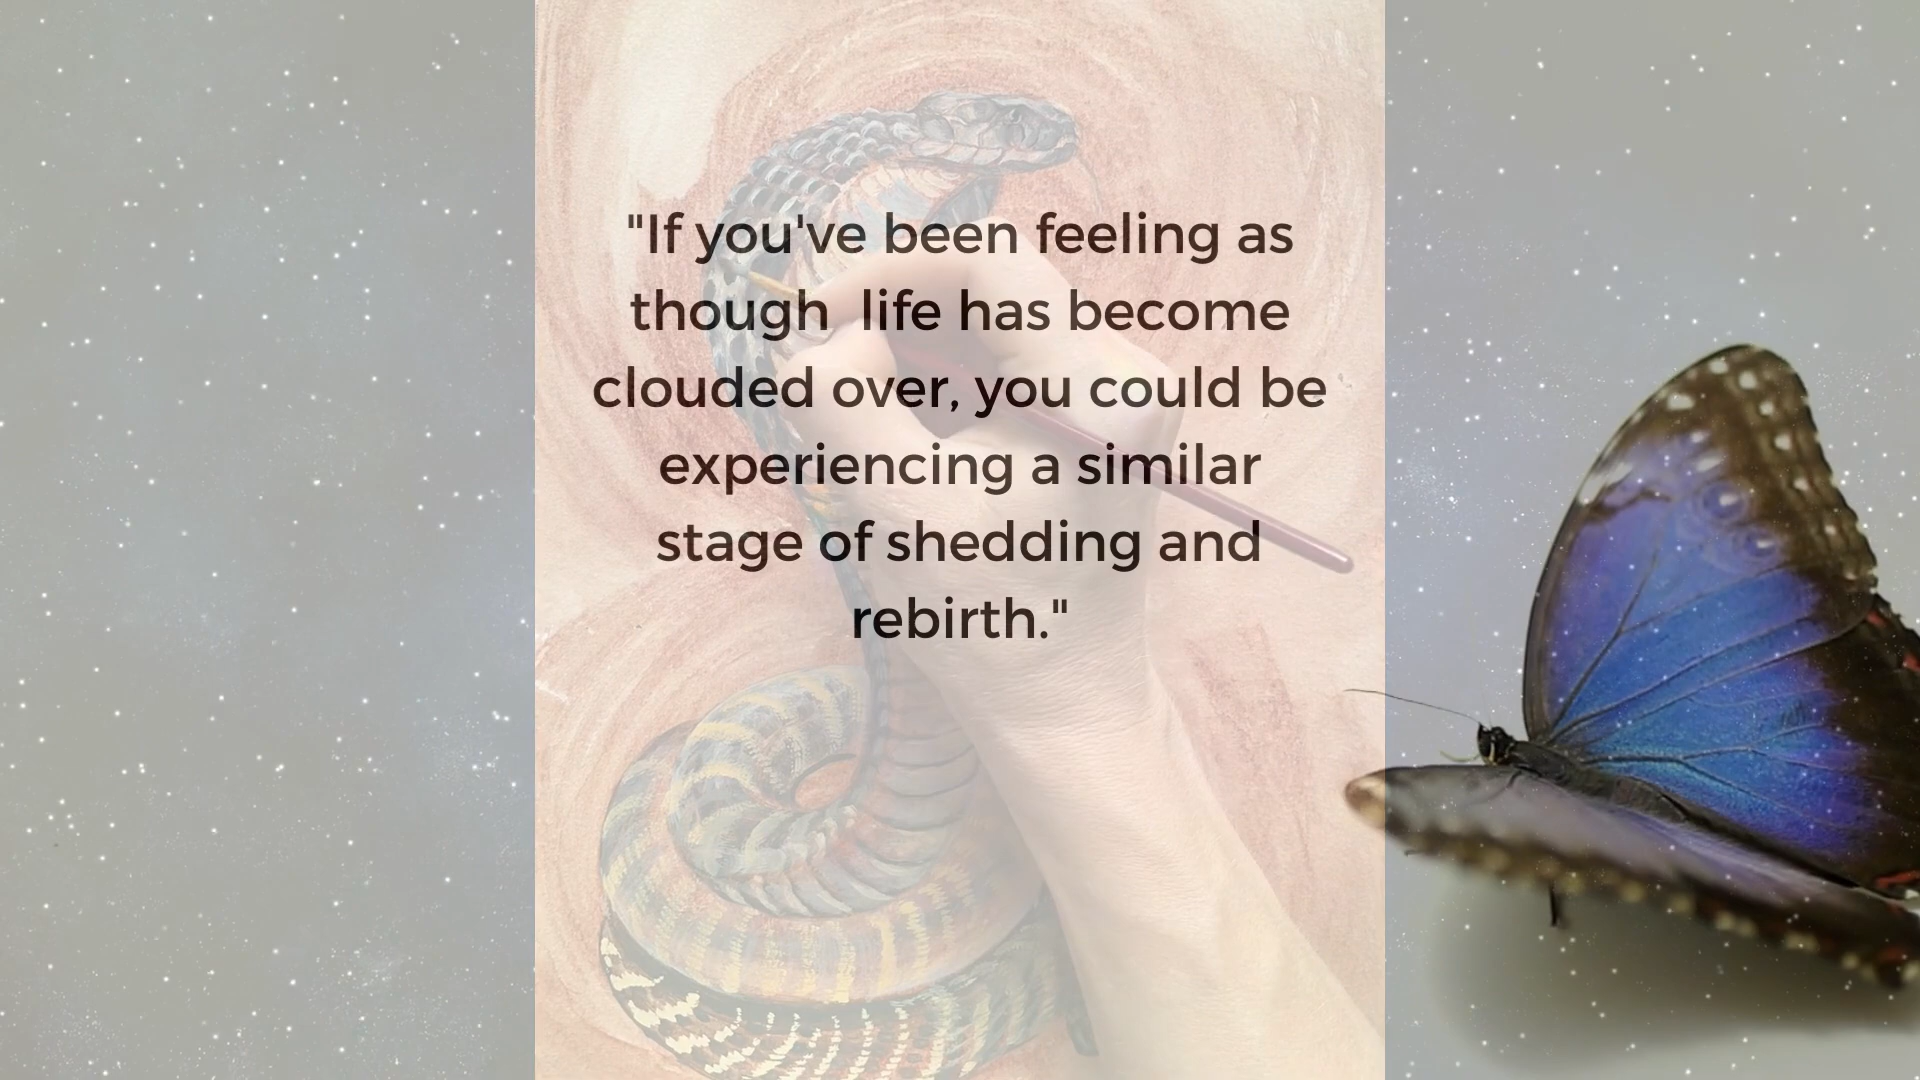 "If you've been feeling as
though  life has become
clouded over, you could be
experiencing a similar
stage of shedding and
rebirth."